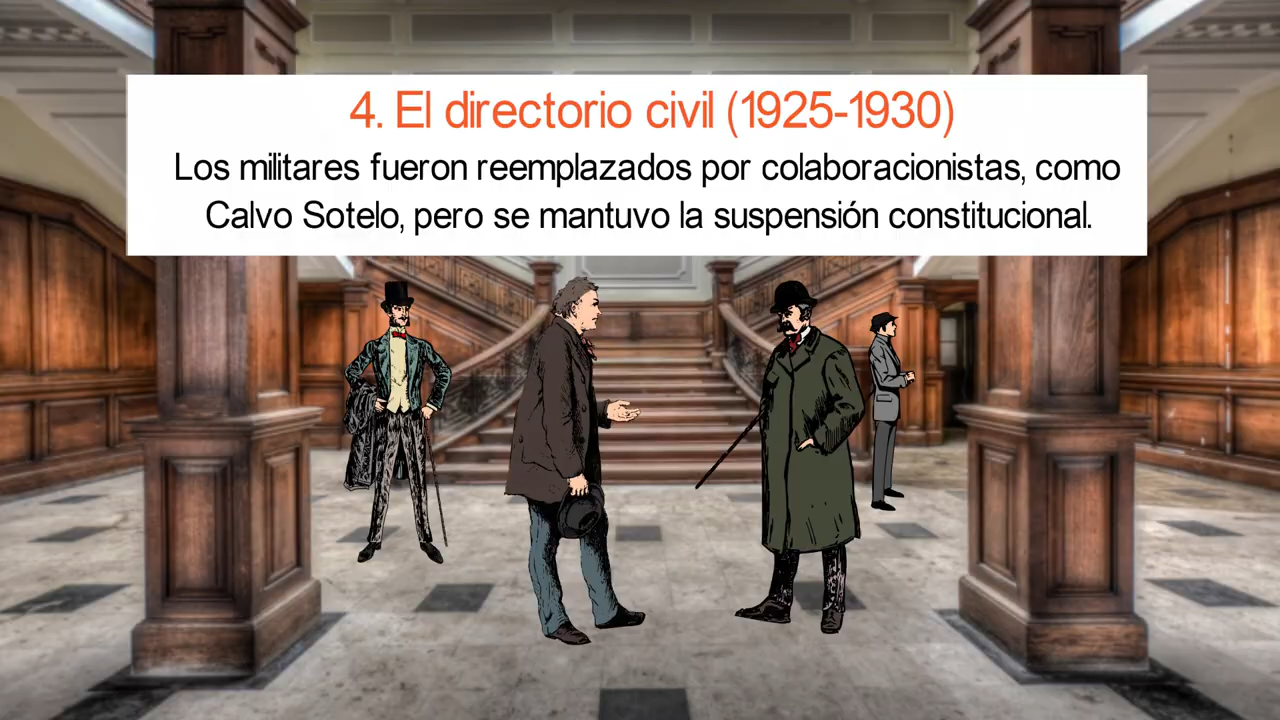 4. El directorio civil (1925-1930)
Los militares fueron reemplazados por colaboracionistas, como
Calvo Sotelo, pero se mantuvo la suspensión constitucional.